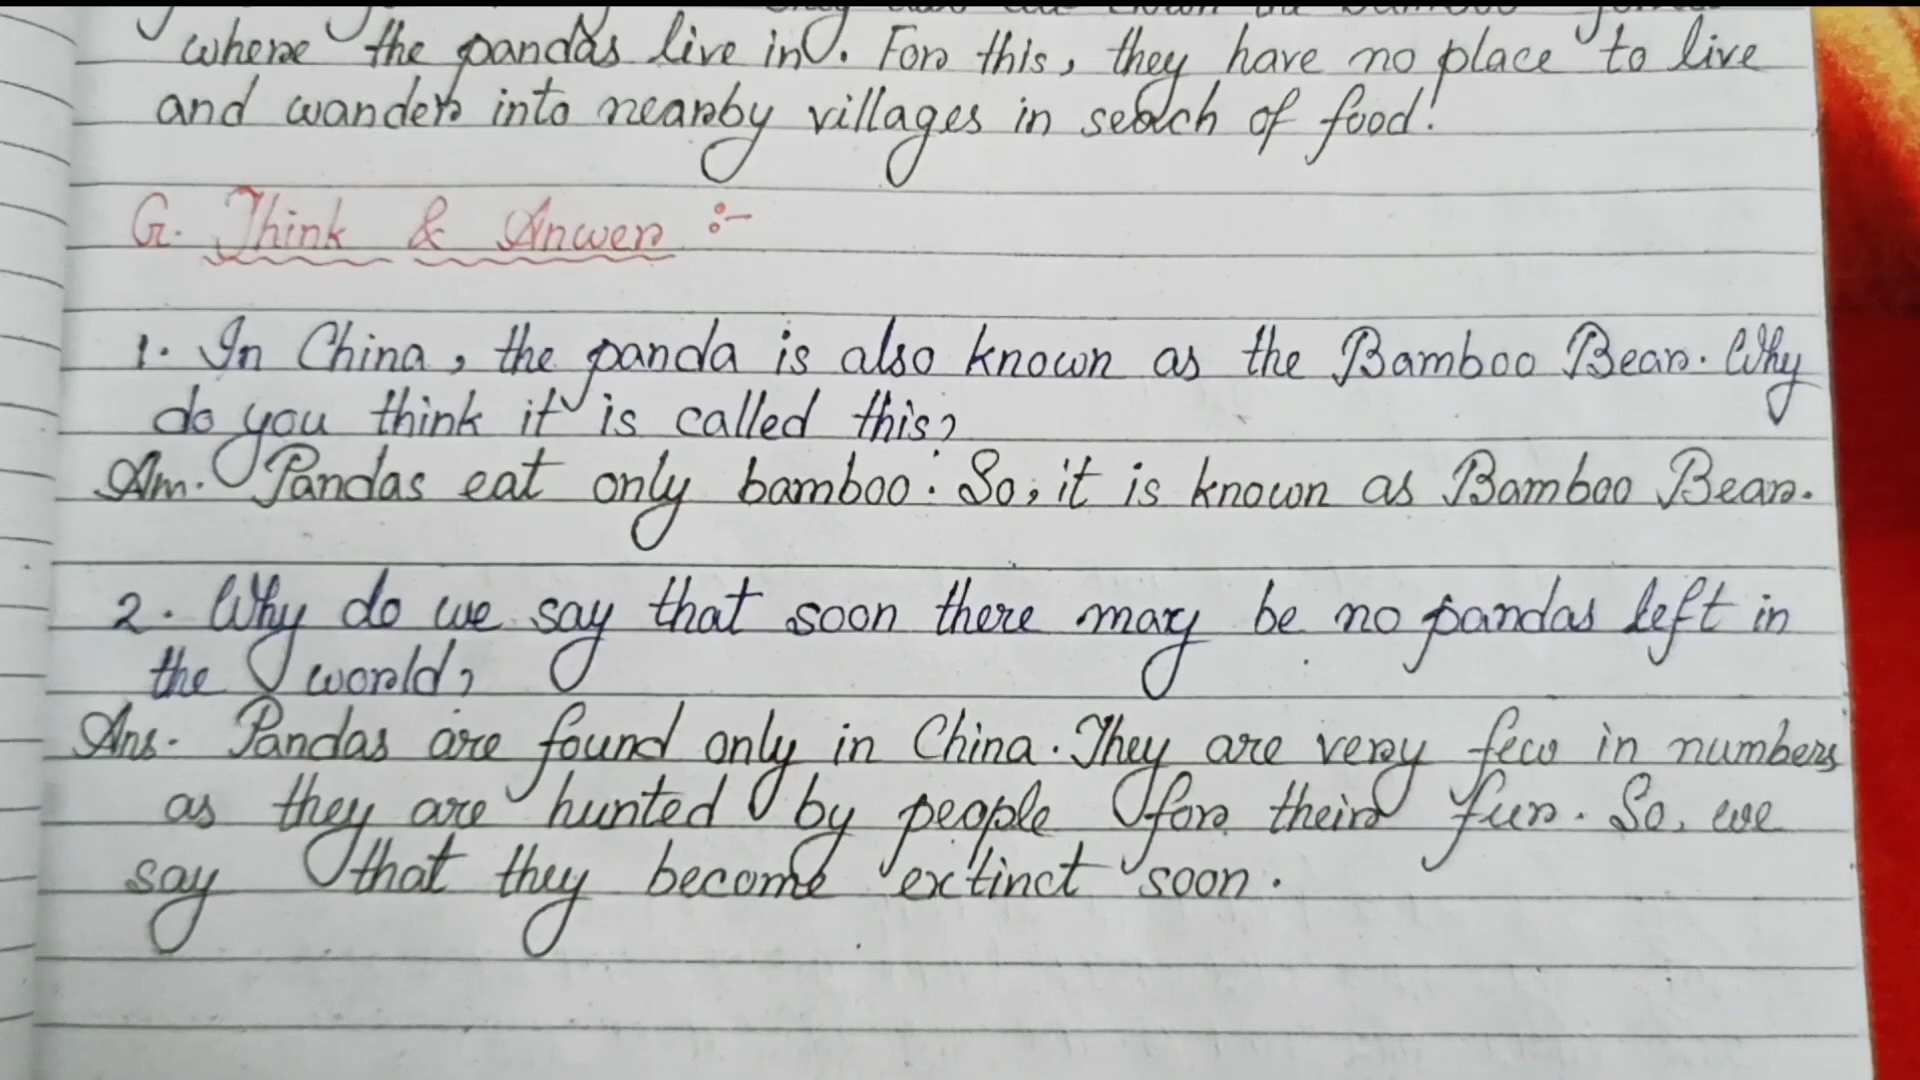 where the pandas live in. For this, they have no place to live
and wander into nearby villages in seach of food.
G. Think & Anwer :-
1. In China, the panda is also known as the Bamboo Bear. Why
do you think it is called this?
Ans. Pandas eat only bamboo. So, it is known as Bamboo Bear.
2. Why do we say that soon there may be no pandas left in
the world?
Ans. Pandas are found only in China. They are very few in numbers
as they are hunted by people for their fur. So, we
say that they become extinct soon.